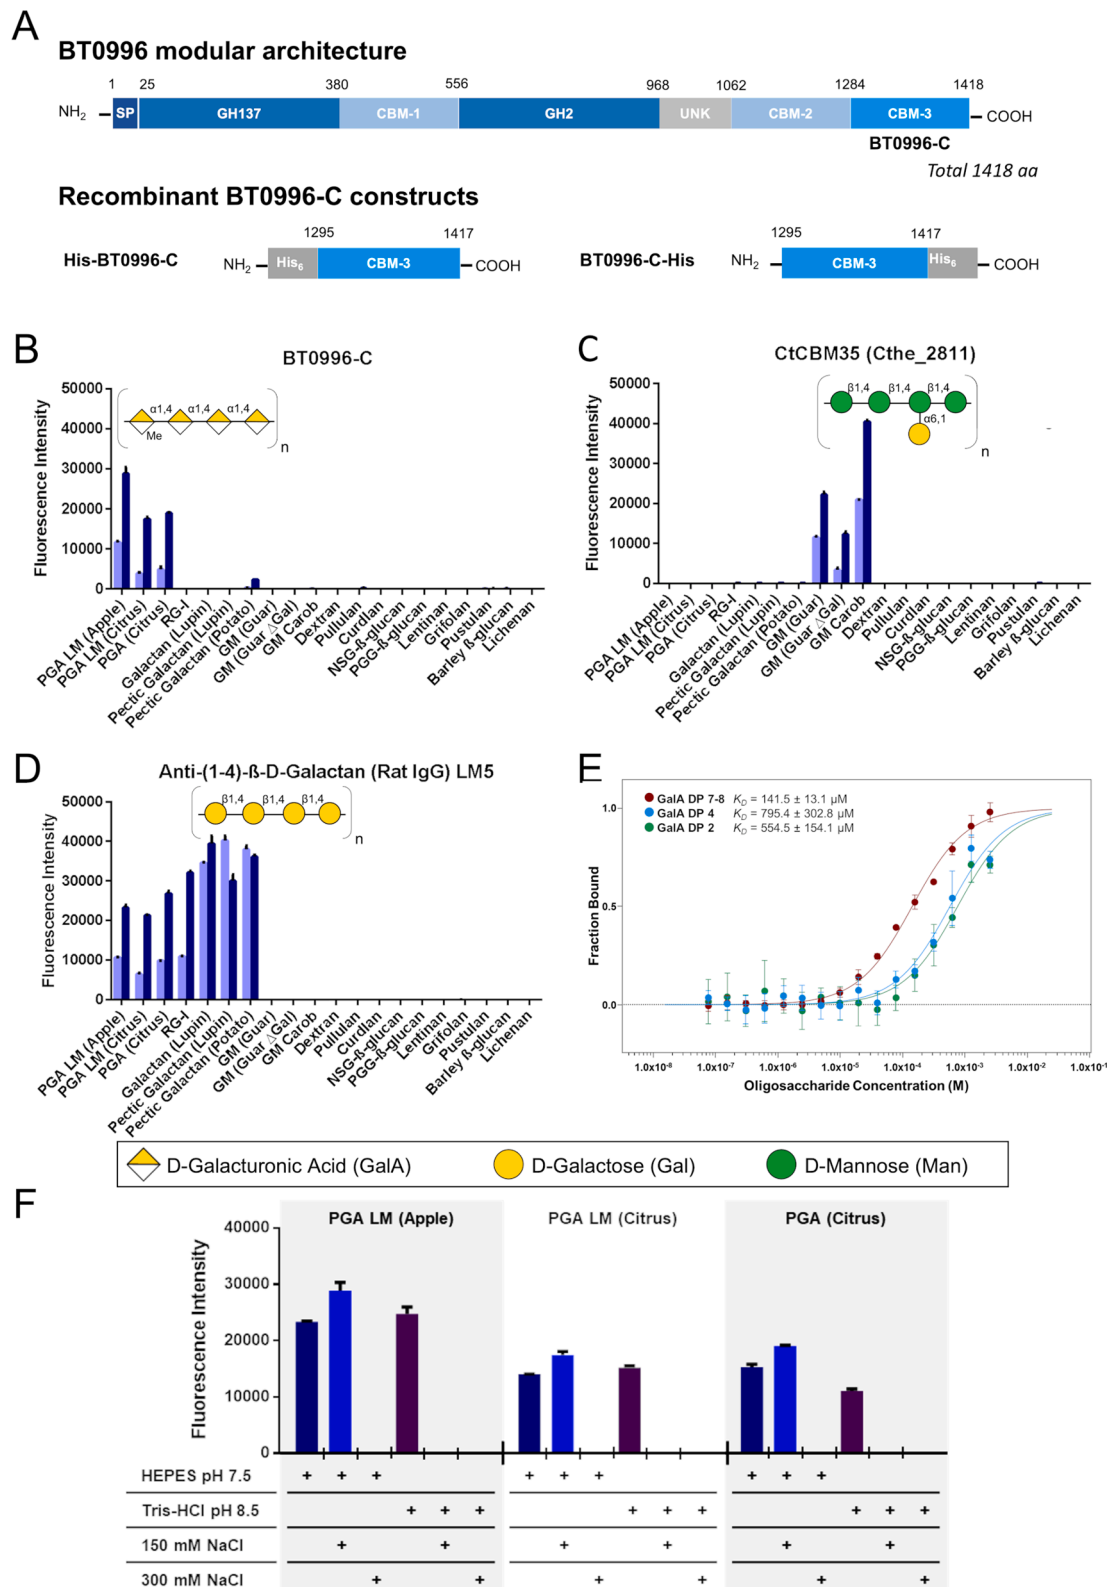 A
BT0996 modular architecture
1 25 380 556 968 1062 1284 1418
NH2 SP GH137 CBM-1 GH2 UNK CBM-2 CBM-3 COOH
BT0996-C
Total 1418 aa
Recombinant BT0996-C constructs
1295 1417 1295 1417
His-BT0996-C NH2 His6 CBM-3 COOH BT0996-C-His NH2 CBM-3 His6 COOH
B
BT0996-C
Fluorescence Intensity
50000
40000
30000
20000
10000
0
α1,4 α1,4 α1,4
Me
n
PGA LM (Apple)
PGA LM (Citrus)
PGA (Citrus)
RG-I
Galactan (Lupin)
Pectic Galactan (Lupin)
Pectic Galactan (Potato)
GM (Guar)
GM (Guar ΔGal)
GM Carob
Dextran
Pullulan
Curdlan
NSG-ß-glucan
PGG-ß-glucan
Lentinan
Grifolan
Pustulan
Barley ß-glucan
Lichenan
C
CtCBM35 (Cthe_2811)
Fluorescence Intensity
50000
40000
30000
20000
10000
0
β1,4 β1,4 β1,4
α6,1
n
PGA LM (Apple)
PGA LM (Citrus)
PGA (Citrus)
RG-I
Galactan (Lupin)
Pectic Galactan (Lupin)
Pectic Galactan (Potato)
GM (Guar)
GM (Guar ΔGal)
GM Carob
Dextran
Pullulan
Curdlan
NSG-ß-glucan
PGG-ß-glucan
Lentinan
Grifolan
Pustulan
Barley ß-glucan
Lichenan
D
Anti-(1-4)-ß-D-Galactan (Rat IgG) LM5
Fluorescence Intensity
50000
40000
30000
20000
10000
0
β1,4 β1,4 β1,4
n
PGA LM (Apple)
PGA LM (Citrus)
PGA (Citrus)
RG-I
Galactan (Lupin)
Pectic Galactan (Lupin)
Pectic Galactan (Potato)
GM (Guar)
GM (Guar ΔGal)
GM Carob
Dextran
Pullulan
Curdlan
NSG-ß-glucan
PGG-ß-glucan
Lentinan
Grifolan
Pustulan
Barley ß-glucan
Lichenan
E
GalA DP 7-8 KD = 141.5 ± 13.1 µM
GalA DP 4 KD = 795.4 ± 302.8 µM
GalA DP 2 KD = 554.5 ± 154.1 µM
Fraction Bound
1.0
0.5
0.0
1.0x10-8 1.0x10-7 1.0x10-6 1.0x10-5 1.0x10-4 1.0x10-3 1.0x10-2 1.0x10-1
Oligosaccharide Concentration (M)
D-Galacturonic Acid (GalA) D-Galactose (Gal) D-Mannose (Man)
F
PGA LM (Apple) PGA LM (Citrus) PGA (Citrus)
Fluorescence Intensity
40000
30000
20000
10000
0
HEPES pH 7.5 + + + + + + + + +
Tris-HCl pH 8.5 + + + + + + + + +
150 mM NaCl + + + + + +
300 mM NaCl + + + + + +